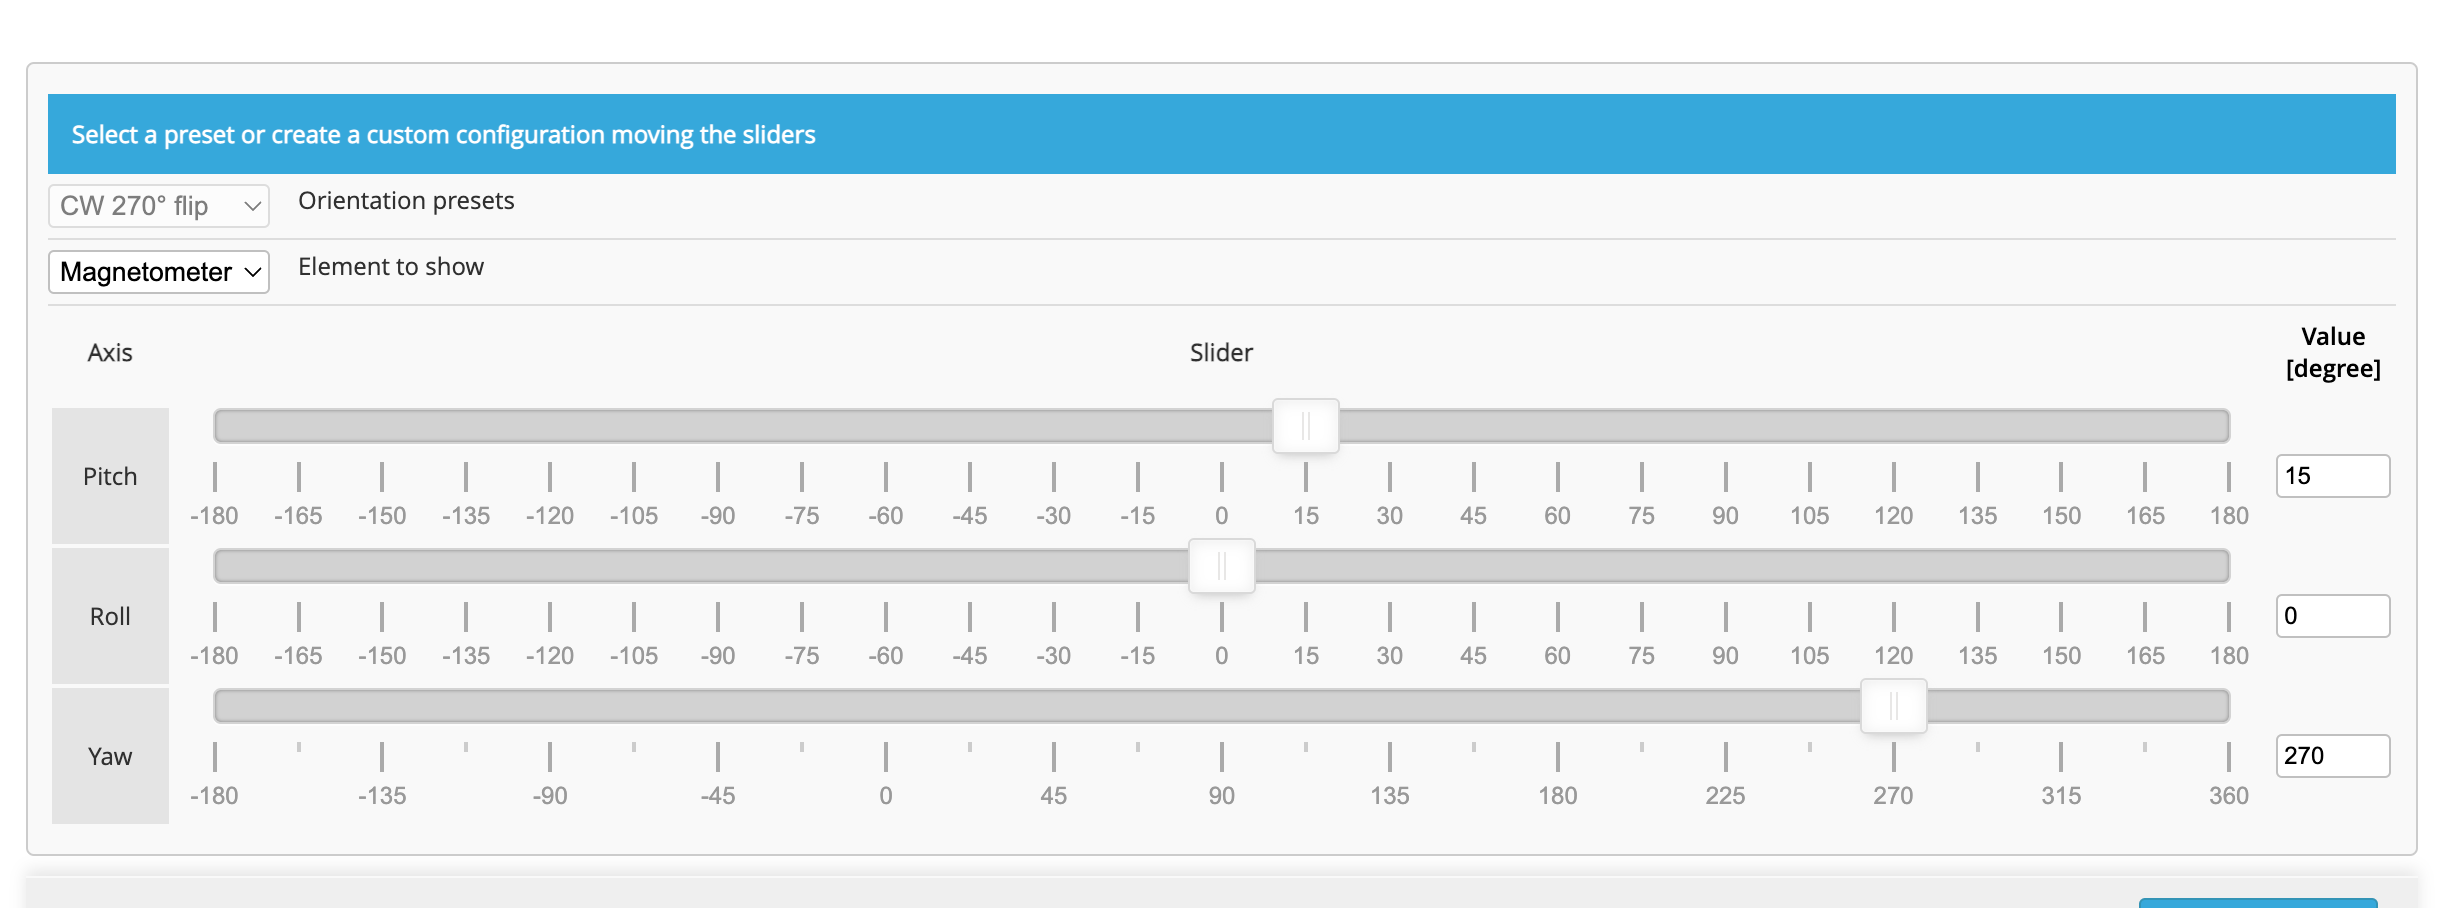 Select a preset or create a custom configuration moving the sliders
CW 270° flip Orientation presets
Magnetometer Element to show
Axis Slider Value
[degree]
Pitch 15
-180 -165 -150 -135 -120 -105 -90 -75 -60 -45 -30 -15 0 15 30 45 60 75 90 105 120 135 150 165 180
Roll 0
-180 -165 -150 -135 -120 -105 -90 -75 -60 -45 -30 -15 0 15 30 45 60 75 90 105 120 135 150 165 180
Yaw 270
-180 -135 -90 -45 0 45 90 135 180 225 270 315 360